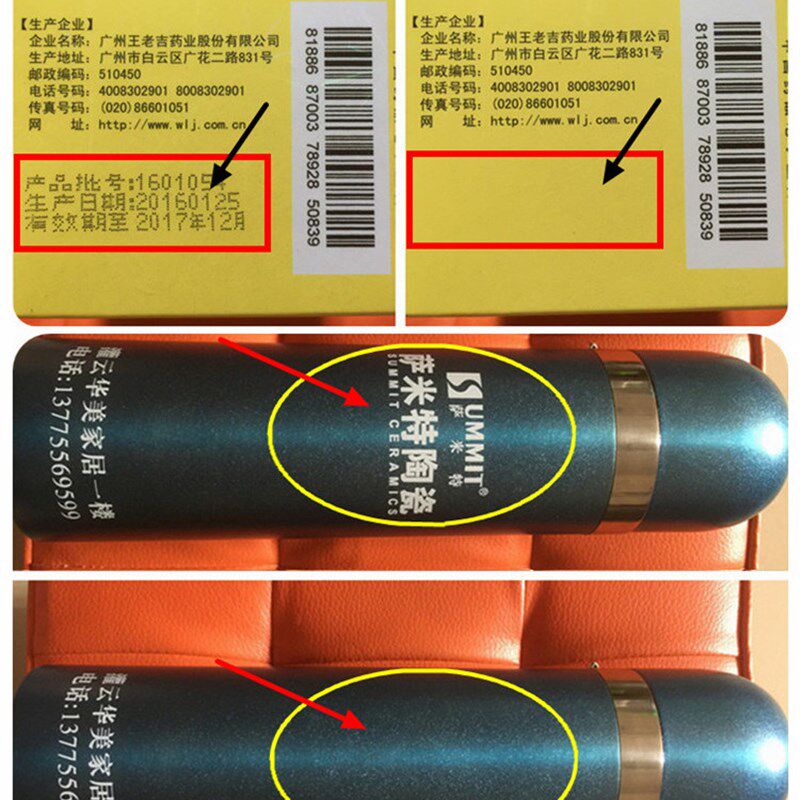 【生产企业】
企业名称：广州王老吉药业股份有限公司
生产地址：广州市白云区广花二路831号
邮政编码：510450
电话号码：4008302901 8008302901
传真号码：(020)86601051
网 址：http://www.wlj.com.cn
产品批号:160105
生产日期:20160125
有效期至 2017年12月
81886 87003 78928 50839
【生产企业】
企业名称：广州王老吉药业股份有限公司
生产地址：广州市白云区广花二路831号
邮政编码：510450
电话号码：4008302901 8008302901
传真号码：(020)86601051
网 址：http://www.wlj.com.cn
81886 87003 78928 50839
SUMMIT®
萨米特
萨米特陶瓷
SUMMIT CERAMICS
灌云华美家居一楼
电话:13775569599
灌云华美家居
电话:1377556